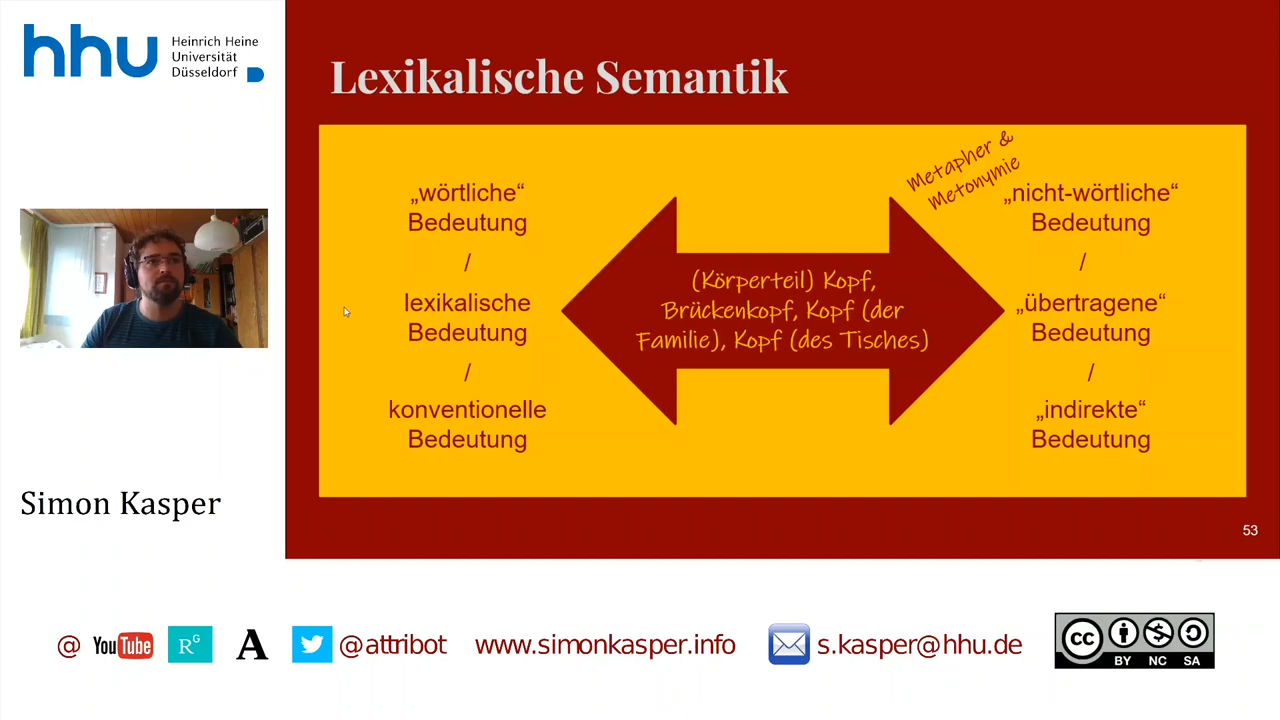 hhu
Heinrich Heine
Universität
Düsseldorf
Lexikalische Semantik
„wörtliche“
Bedeutung
/
lexikalische
Bedeutung
/
konventionelle
Bedeutung
(Körperteil) Kopf,
Brückenkopf, Kopf (der
Familie), Kopf (des Tisches)
Metapher &
Metonymie
„nicht-wörtliche“
Bedeutung
/
„übertragene“
Bedeutung
/
„indirekte“
Bedeutung
53
Simon Kasper
@ YouTube RG A @attribot www.simonkasper.info s.kasper@hhu.de
cc BY NC SA